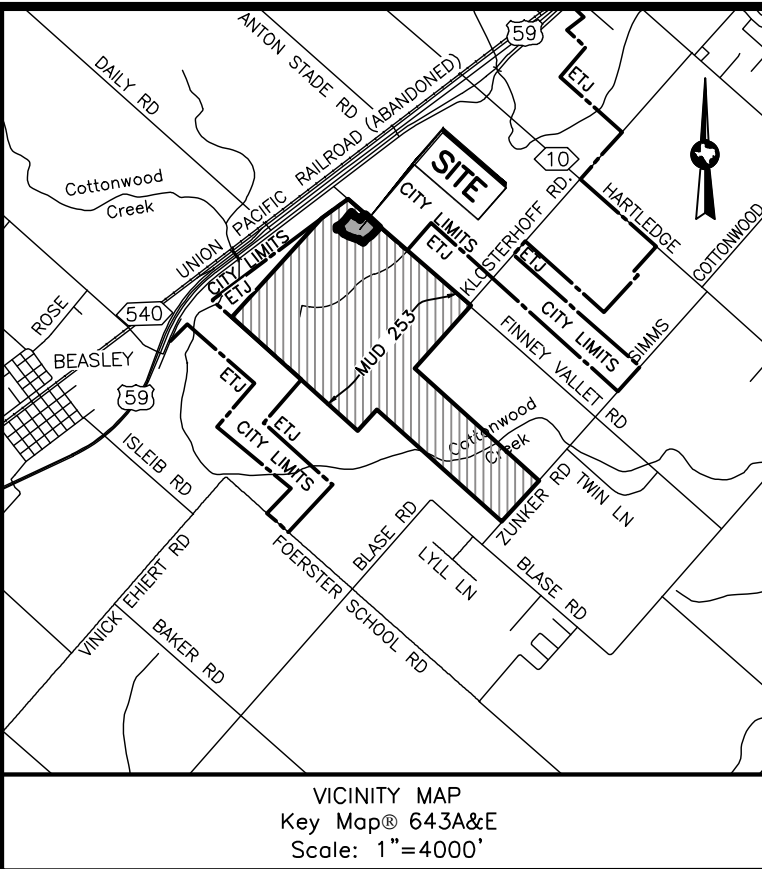 59
ANTON STADE RD
DAILY RD
UNION PACIFIC RAILROAD (ABANDONED)
ETJ
10
SITE
Cottonwood
Creek
CITY LIMITS
ETJ
KLOSTERHOFF RD.
HARTLEDGE
COTTONWOOD
CITY LIMITS
ETJ
ETJ
540
ROSE
MUD 253
CITY LIMITS
SIMMS
FINNEY VALLET RD
BEASLEY
59
ETJ
ETJ
CITY LIMITS
Cottonwood
Creek
ISLEIB RD
ZUNKER RD
TWIN LN
BLASE RD
LYLL LN
BLASE RD
FOERSTER SCHOOL RD
VINICK EHIERT RD
BAKER RD
VICINITY MAP
Key Map® 643A&E
Scale: 1"=4000'